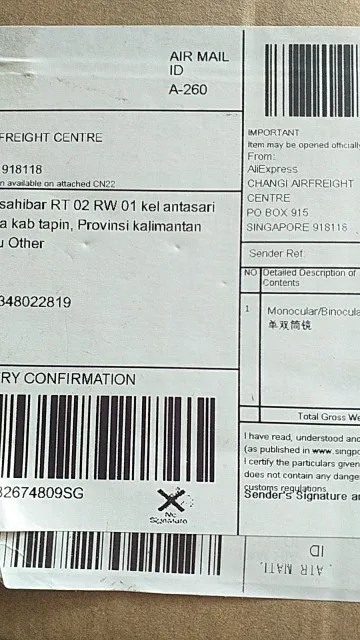 AIR MAIL
ID
A-260
FREIGHT CENTRE
918118
n available on attached CN22
sahibar RT 02 RW 01 kel antasari
a kab tapin, Provinsi kalimantan
u Other
348022819
RY CONFIRMATION
32674809SG
No
Signature
IMPORTANT
Item may be opened officially
From:
AliExpress
CHANGI AIRFREIGHT
CENTRE
PO BOX 915
SINGAPORE 918118
Sender Ref:
NO Detailed Description of
Contents
1 Monocular/Binocula
单双筒镜
Total Gross We
I have read, understood and
(as published in www.singpo
I certify the particulars given
does not contain any dange
customs regulations
Sender's Signature an
AIR MAIL
ID